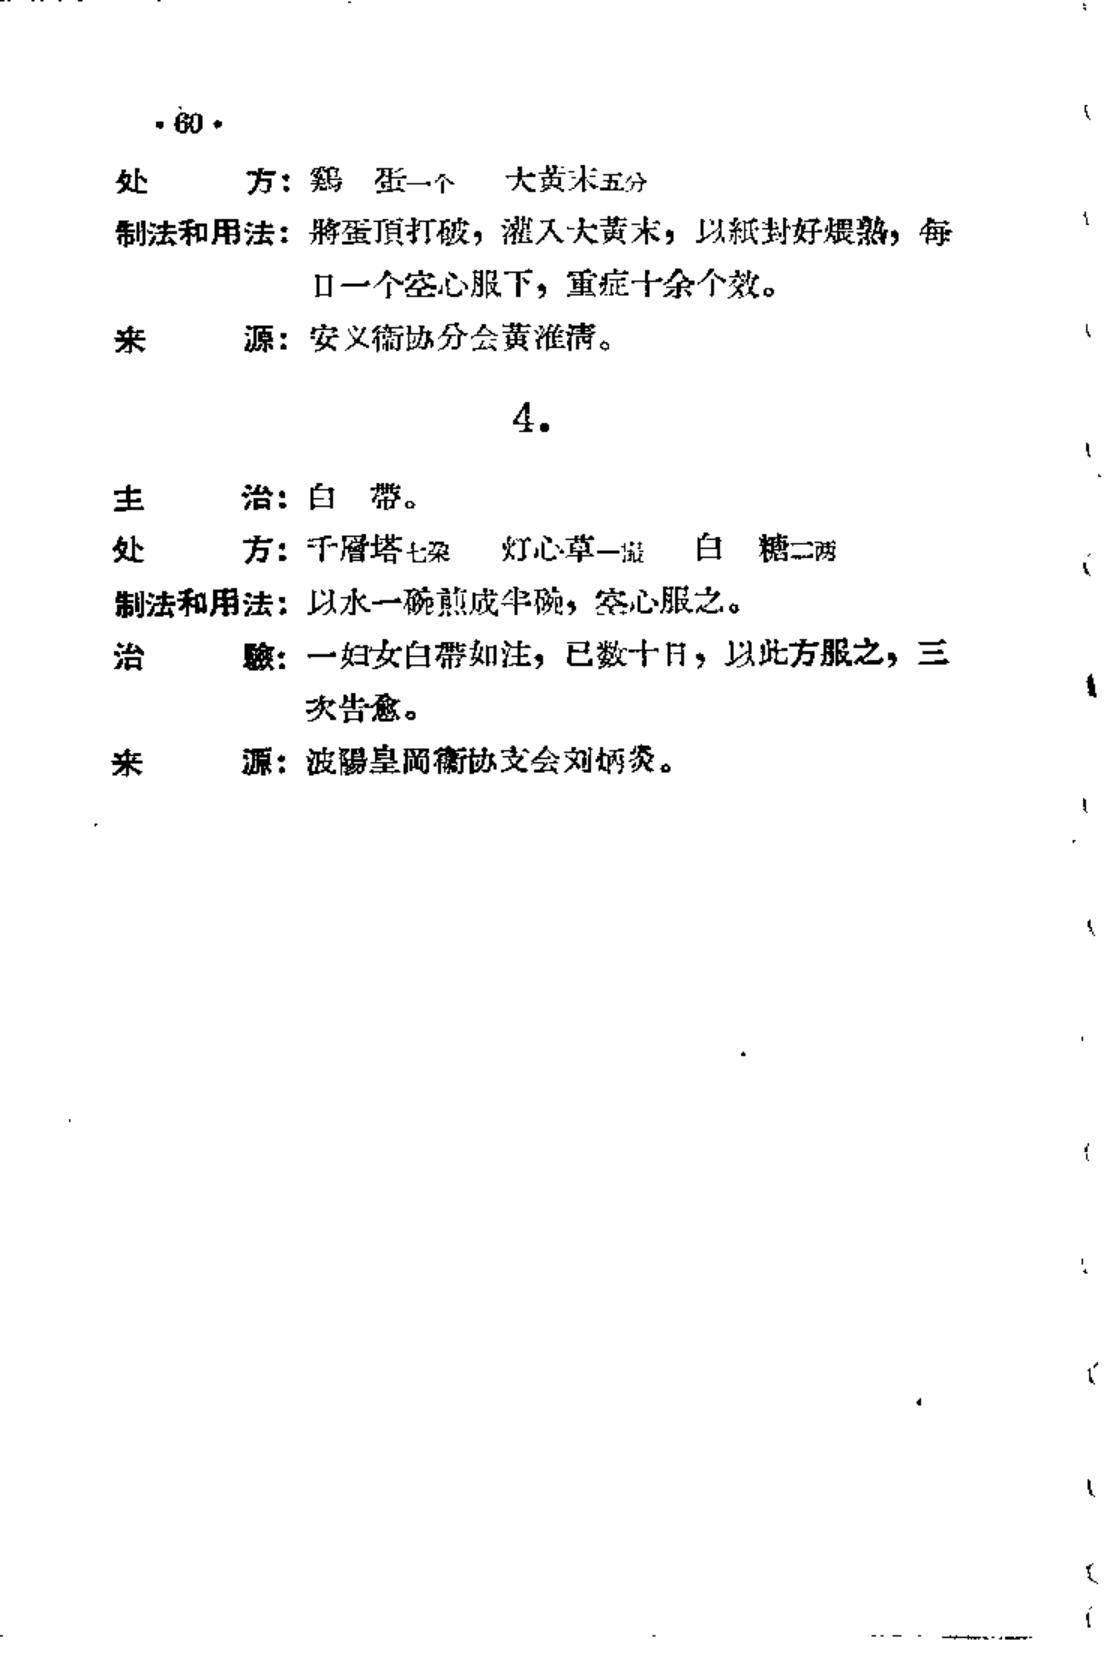 ·60·
处　　方：鷄　蛋一个　大黄末五分
制法和用法：將蛋頂打破，灌入大黄末，以紙封好煨熟，每
日一个空心服下，重症十余个效。
来　　源：安义衞协分会黄淮清。
4.
主　　治：白　帶。
处　　方：千層塔七朶　灯心草一撮　白　糖二两
制法和用法：以水一碗煎成半碗，空心服之。
治　　驗：一妇女白帶如注，已数十日，以此方服之，三
次告愈。
来　　源：波陽皇岡衞协支会刘炳炎。